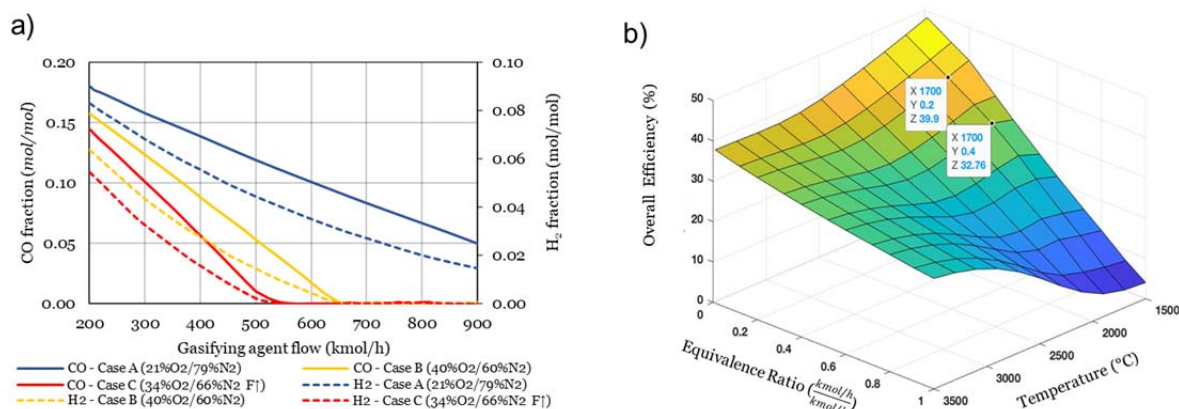 a)
0.20
0.15
0.10
0.05
0.00
CO fraction (mol/mol)
0.10
0.08
0.06
0.04
0.02
0.00
H₂ fraction (mol/mol)
200 300 400 500 600 700 800 900
Gasifying agent flow (kmol/h)
CO - Case A (21%O2/79%N2)
CO - Case B (40%O2/60%N2)
CO - Case C (34%O2/66%N2 F↑)
H2 - Case A (21%O2/79%N2)
H2 - Case B (40%O2/60%N2)
H2 - Case C (34%O2/66%N2 F↑)
b)
50
40
30
20
10
0
Overall Efficiency (%)
X 1700
Y 0.2
Z 39.9
X 1700
Y 0.4
Z 32.76
0
0.2
0.4
0.6
0.8
1
Equivalence Ratio (kmol/h
kmol/h
3500
3000
2500
2000
1500
Temperature (°C)